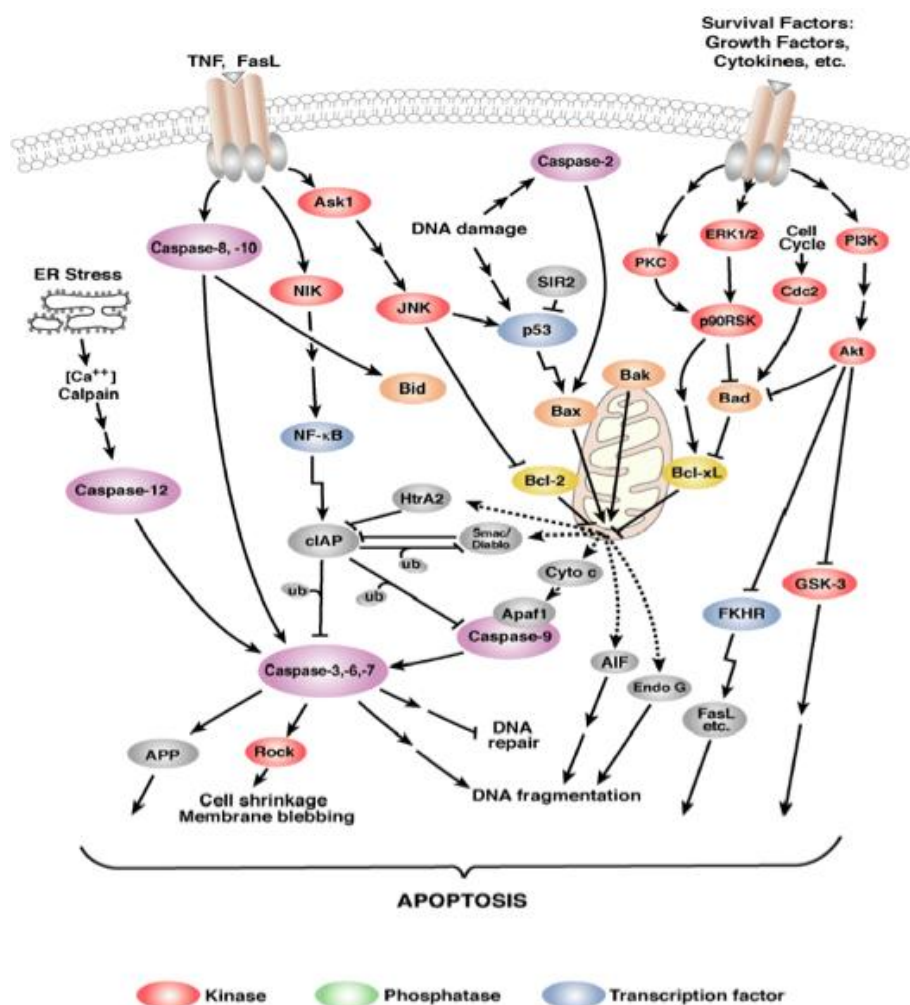 Survival Factors:
Growth Factors,
Cytokines, etc.
TNF, FasL
Caspase-2
Ask1
DNA damage
ERK1/2
Cell
Cycle
PI3K
Caspase-8, -10
PKC
ER Stress
NIK
SIR2
Cdc2
JNK
p53
p90RSK
Akt
[Ca++]
Calpain
Bid
Bak
Bax
Bad
NF-κB
Bcl-2
Bcl-xL
Caspase-12
HtrA2
cIAP
Smac/
Diablo
ub
Cyto c
GSK-3
ub
ub
Apaf1
FKHR
Caspase-9
Caspase-3,-6,-7
AIF
Endo G
FasL
etc.
DNA
repair
APP
Rock
Cell shrinkage
Membrane blebbing
DNA fragmentation
APOPTOSIS
Kinase
Phosphatase
Transcription factor